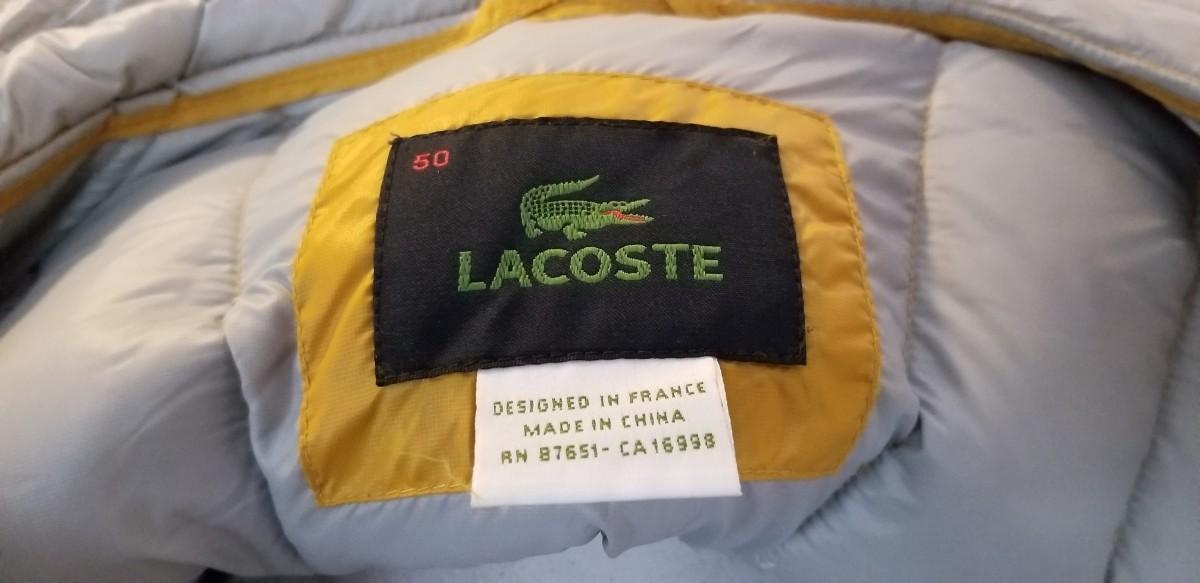 50
LACOSTE
DESIGNED IN FRANCE
MADE IN CHINA
RN 87651- CA16998